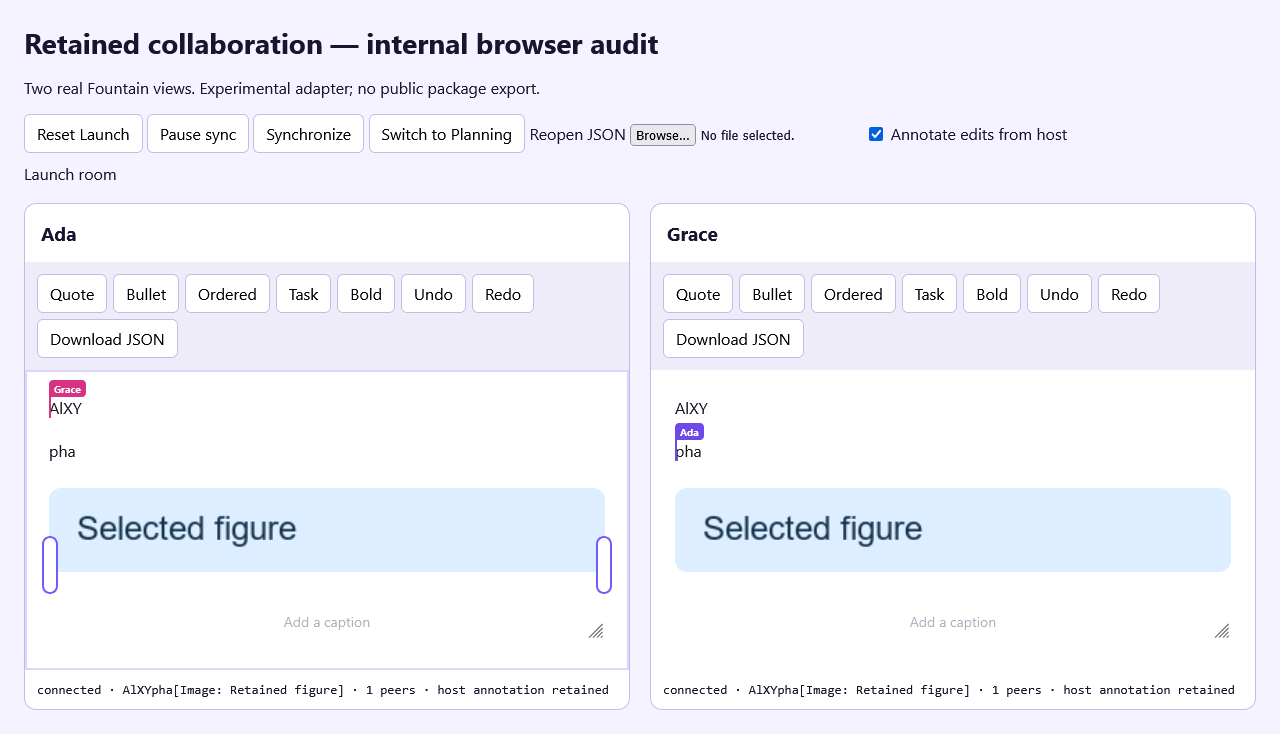 Retained collaboration — internal browser audit
Two real Fountain views. Experimental adapter; no public package export.
Reset Launch Pause sync Synchronize Switch to Planning Reopen JSON Browse... No file selected. Annotate edits from host
Launch room
Ada
Quote Bullet Ordered Task Bold Undo Redo
Download JSON
Grace
AlXY
pha
Selected figure
Add a caption
connected · AlXYpha[Image: Retained figure] · 1 peers · host annotation retained
Grace
Quote Bullet Ordered Task Bold Undo Redo
Download JSON
AlXY
Ada
pha
Selected figure
Add a caption
connected · AlXYpha[Image: Retained figure] · 1 peers · host annotation retained